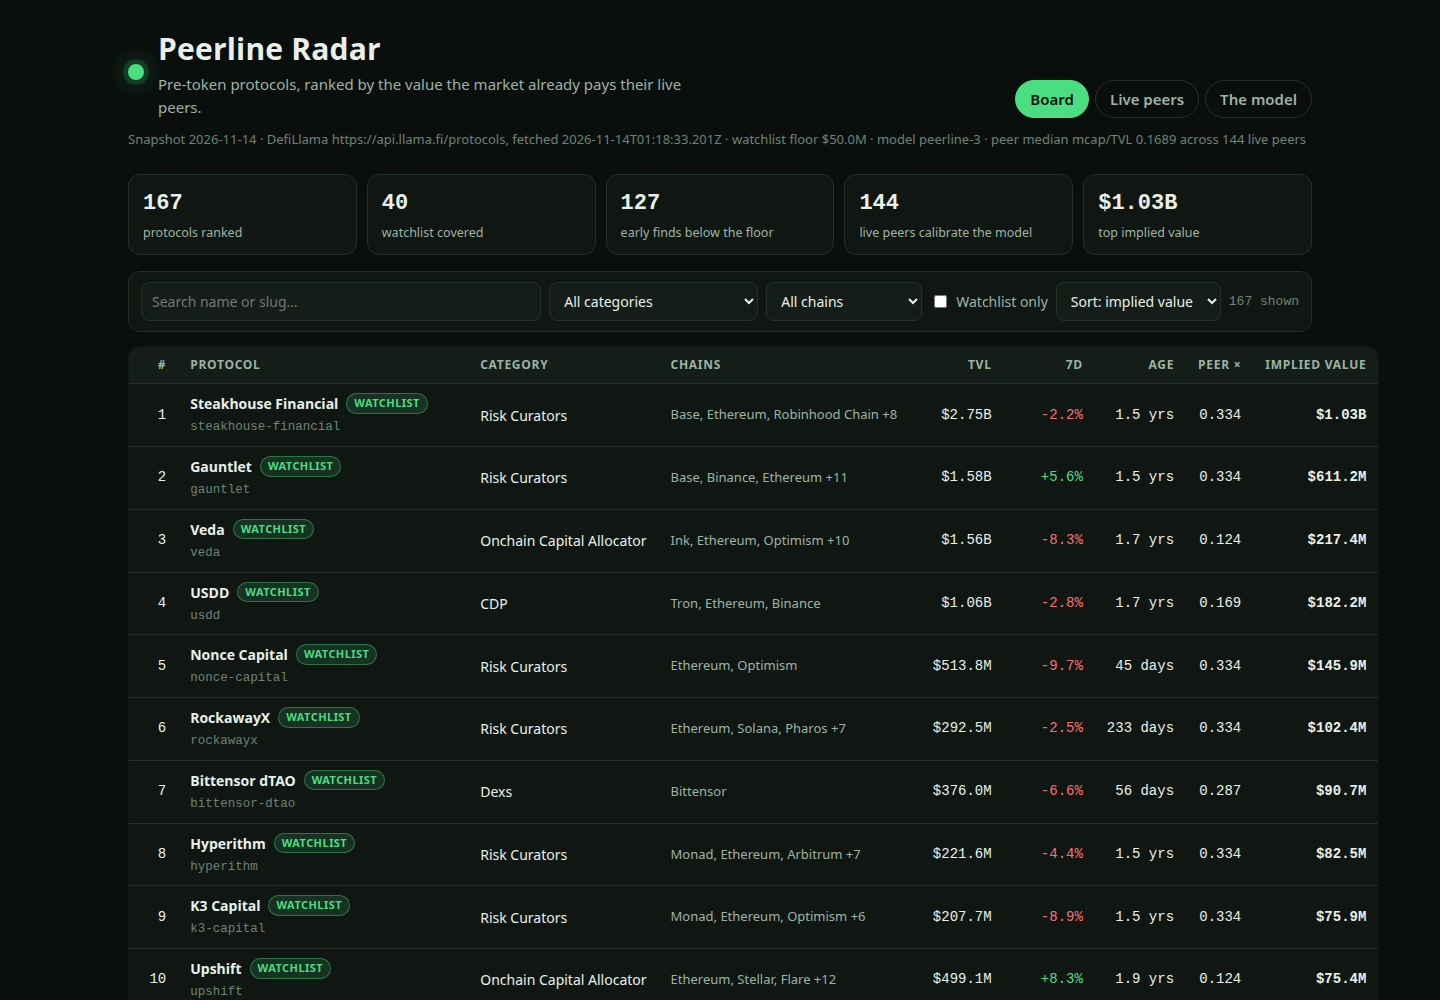 Peerline Radar
Pre-token protocols, ranked by the value the market already pays their live
peers.
Board Live peers The model
Snapshot 2026-11-14 · DefiLlama https://api.llama.fi/protocols, fetched 2026-11-14T01:18:33.201Z · watchlist floor $50.0M · model peerline-3 · peer median mcap/TVL 0.1689 across 144 live peers
167 40 127 144 $1.03B
protocols ranked watchlist covered early finds below the floor live peers calibrate the model top implied value
Search name or slug... All categories All chains Watchlist only Sort: implied value 167 shown
# PROTOCOL CATEGORY CHAINS TVL 7D AGE PEER × IMPLIED VALUE
1 Steakhouse Financial WATCHLIST Risk Curators Base, Ethereum, Robinhood Chain +8 $2.75B -2.2% 1.5 yrs 0.334 $1.03B
steakhouse-financial
2 Gauntlet WATCHLIST Risk Curators Base, Binance, Ethereum +11 $1.58B +5.6% 1.5 yrs 0.334 $611.2M
gauntlet
3 Veda WATCHLIST Onchain Capital Allocator Ink, Ethereum, Optimism +10 $1.56B -8.3% 1.7 yrs 0.124 $217.4M
veda
4 USDD WATCHLIST CDP Tron, Ethereum, Binance $1.06B -2.8% 1.7 yrs 0.169 $182.2M
usdd
5 Nonce Capital WATCHLIST Risk Curators Ethereum, Optimism $513.8M -9.7% 45 days 0.334 $145.9M
nonce-capital
6 RockawayX WATCHLIST Risk Curators Ethereum, Solana, Pharos +7 $292.5M -2.5% 233 days 0.334 $102.4M
rockawayx
7 Bittensor dTAO WATCHLIST Dexs Bittensor $376.0M -6.6% 56 days 0.287 $90.7M
bittensor-dtao
8 Hyperithm WATCHLIST Risk Curators Monad, Ethereum, Arbitrum +7 $221.6M -4.4% 1.5 yrs 0.334 $82.5M
hyperithm
9 K3 Capital WATCHLIST Risk Curators Monad, Ethereum, Optimism +6 $207.7M -8.9% 1.5 yrs 0.334 $75.9M
k3-capital
10 Upshift WATCHLIST Onchain Capital Allocator Ethereum, Stellar, Flare +12 $499.1M +8.3% 1.9 yrs 0.124 $75.4M
upshift